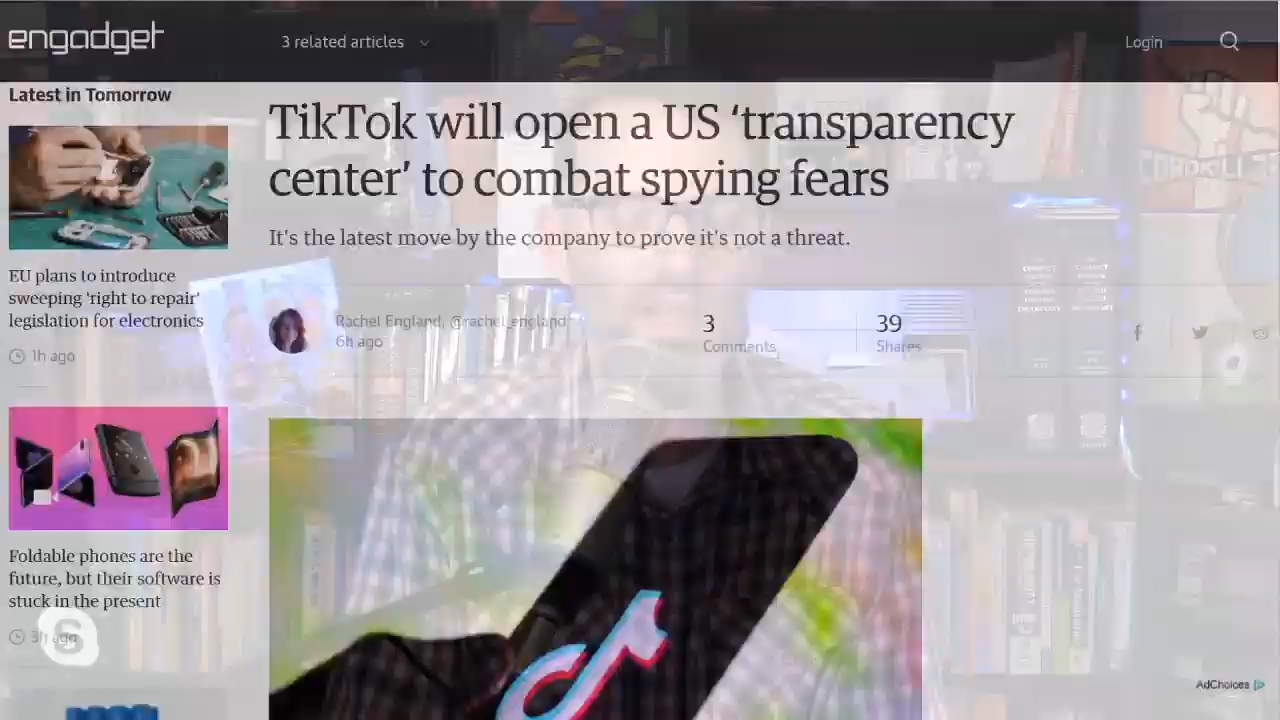 engadget
3 related articles
Login
Latest in Tomorrow
TikTok will open a US ‘transparency
center’ to combat spying fears
It's the latest move by the company to prove it's not a threat.
EU plans to introduce
sweeping 'right to repair'
legislation for electronics
1h ago
Rachel England, @rachel_england
6h ago
3
Comments
39
Shares
Foldable phones are the
future, but their software is
stuck in the present
3h ago
AdChoices